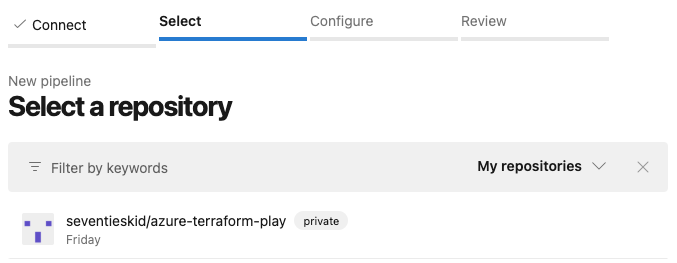 Connect
Select
Configure
Review
New pipeline
Select a repository
Filter by keywords
My repositories
seventieskid/azure-terraform-play private
Friday